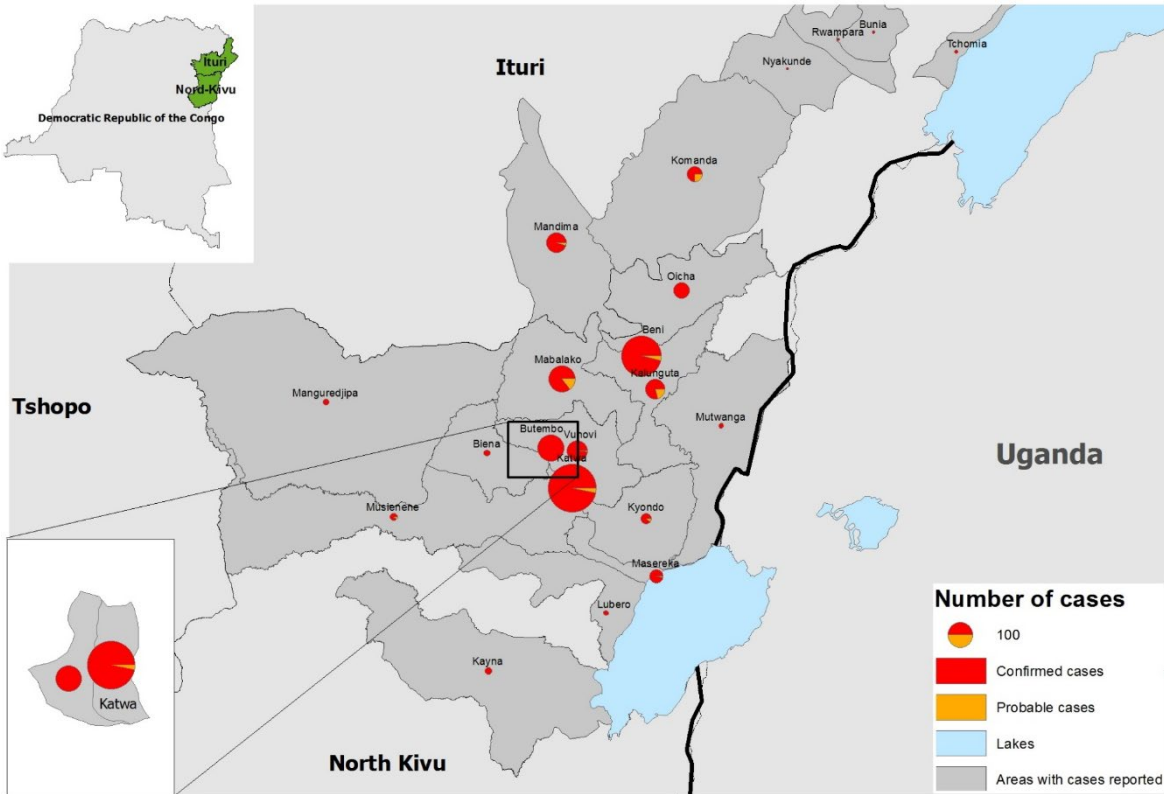 Ituri
Nord-Kivu
Democratic Republic of the Congo
Ituri
Bunia
Rwampara
Tchomia
Nyakunde
Komanda
Mandima
Oicha
Beni
Mabalako
Kalunguta
Manguredjipa
Tshopo
Mutwanga
Butembo
Vuhovi
Biena
Katwa
Uganda
Musienene
Kyondo
Masereka
Lubero
Kayna
North Kivu
Katwa
Number of cases
100
Confirmed cases
Probable cases
Lakes
Areas with cases reported